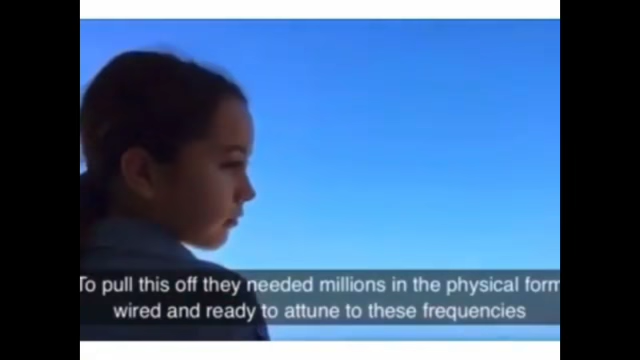 To pull this off they needed millions in the physical form
wired and ready to attune to these frequencies